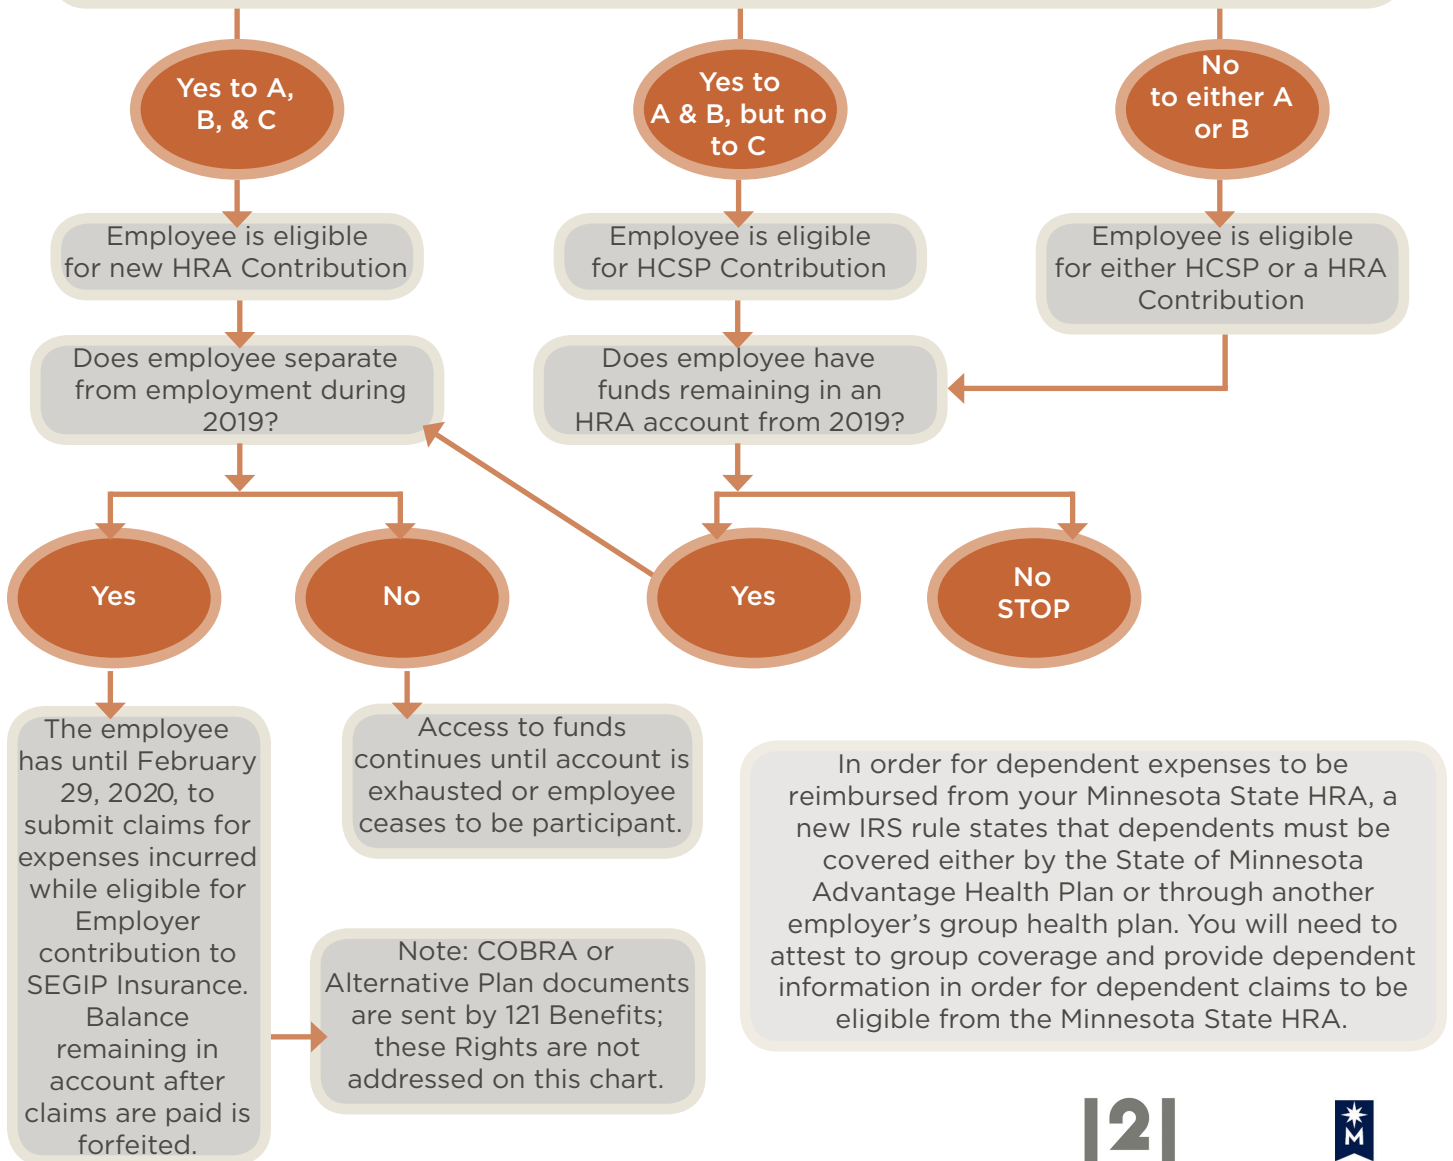 Yes to A,
B, & C
Yes to
A & B, but no
to C
No
to either A
or B
Employee is eligible
for new HRA Contribution
Employee is eligible
for HCSP Contribution
Employee is eligible
for either HCSP or a HRA
Contribution
Does employee separate
from employment during
2019?
Does employee have
funds remaining in an
HRA account from 2019?
Yes
No
Yes
No
STOP
The employee
has until February
29, 2020, to
submit claims for
expenses incurred
while eligible for
Employer
contribution to
SEGIP Insurance.
Balance
remaining in
account after
claims are paid is
forfeited.
Access to funds
continues until account is
exhausted or employee
ceases to be participant.
Note: COBRA or
Alternative Plan documents
are sent by 121 Benefits;
these Rights are not
addressed on this chart.
In order for dependent expenses to be
reimbursed from your Minnesota State HRA, a
new IRS rule states that dependents must be
covered either by the State of Minnesota
Advantage Health Plan or through another
employer's group health plan. You will need to
attest to group coverage and provide dependent
information in order for dependent claims to be
eligible from the Minnesota State HRA.
|2|
M